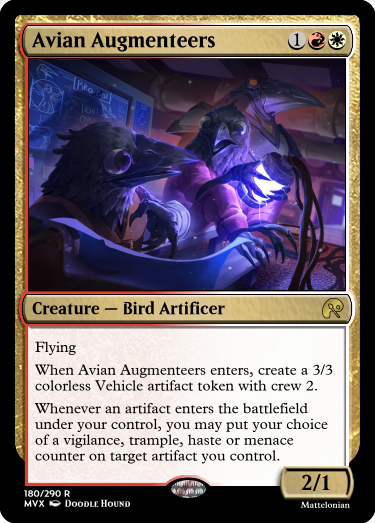 Avian Augmenteers 1
Creature — Bird Artificer
Flying
When Avian Augmenteers enters, create a 3/3
colorless Vehicle artifact token with crew 2.
Whenever an artifact enters the battlefield
under your control, you may put your choice
of a vigilance, trample, haste or menace
counter on target artifact you control.
2/1
180/290 R
MVX DOODLE HOUND
Mattelonian